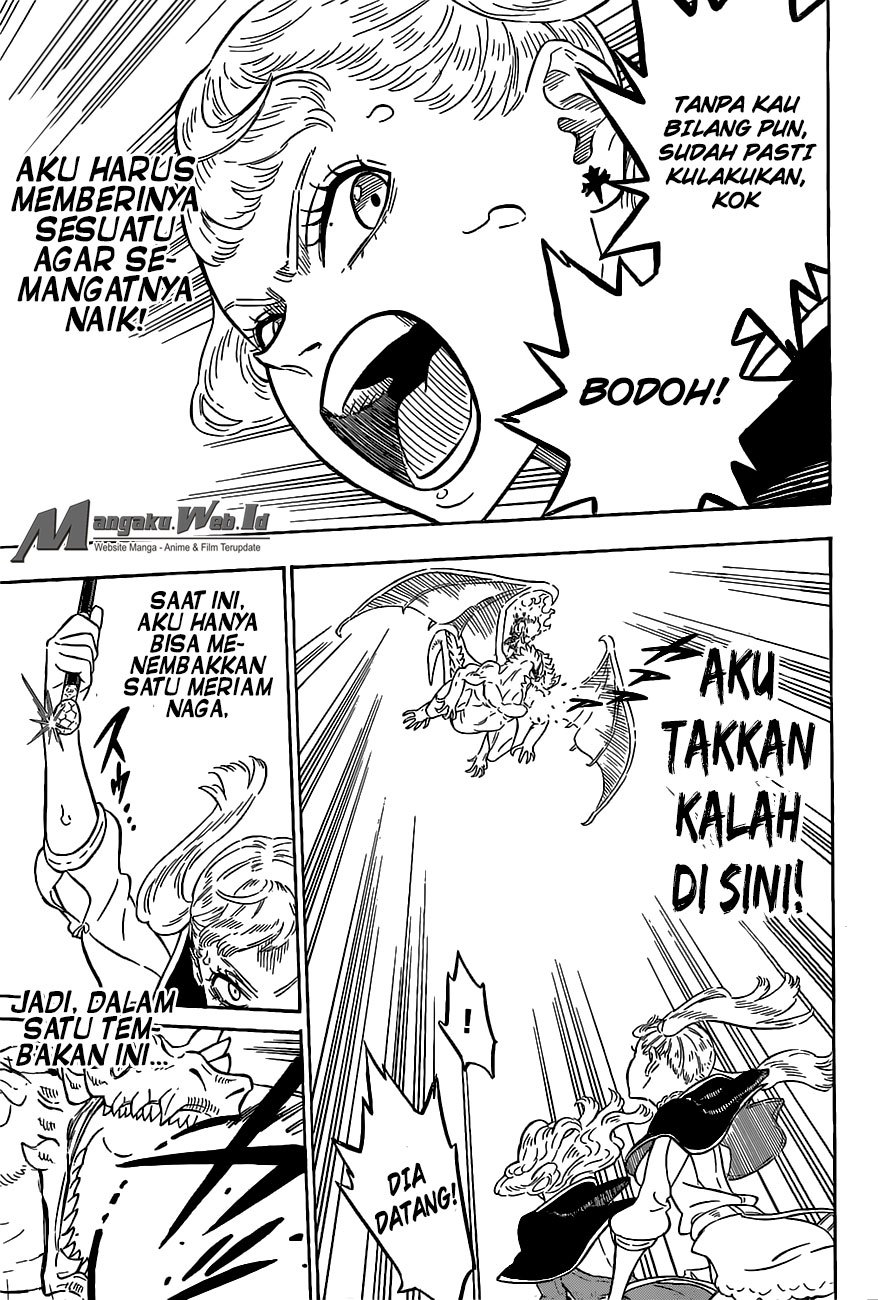 TANPA KAU
BILANG PUN,
SUDAH PASTI
KULAKUKAN,
KOK
BODOH!
AKU HARUS
MEMBERINYA
SESUATU
AGAR SE-
MANGATNYA
NAIK!
Mangaku.Web.Id
Website Manga - Anime & Film Terupdate
AKU
TAKKAN
KALAH
DI SINI!
!
DIA
DATANG!
SAAT INI,
AKU HANYA
BISA ME-
NEMBAKKAN
SATU MERIAM
NAGA,
JADI, DALAM
SATU TEM-
BAKAN INI...